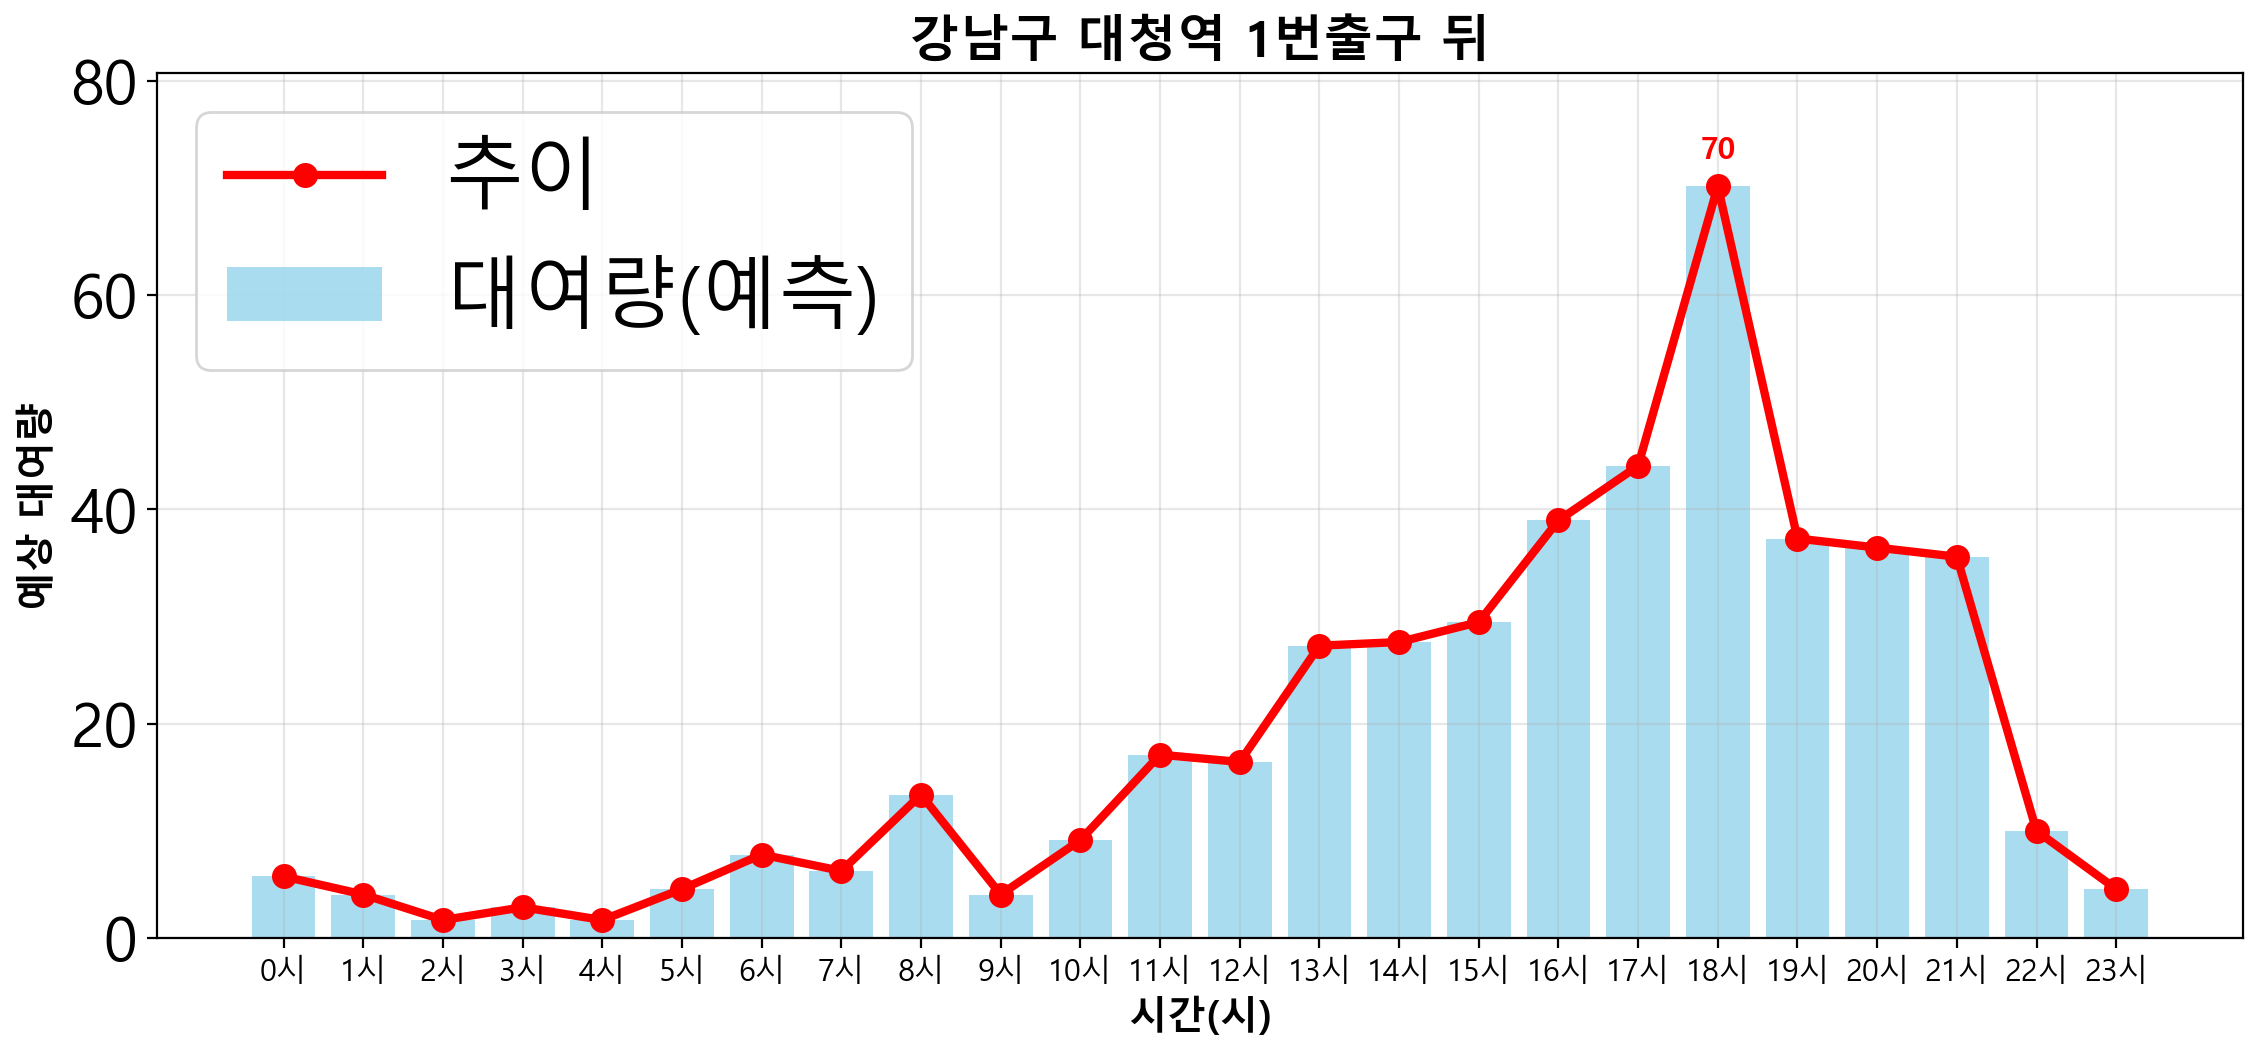 강남구 대청역 1번출구 뒤
추이
대여량(예측)
70
예상 대여량
80
60
40
20
0
0시 1시 2시 3시 4시 5시 6시 7시 8시 9시 10시 11시 12시 13시 14시 15시 16시 17시 18시 19시 20시 21시 22시 23시
시간(시)